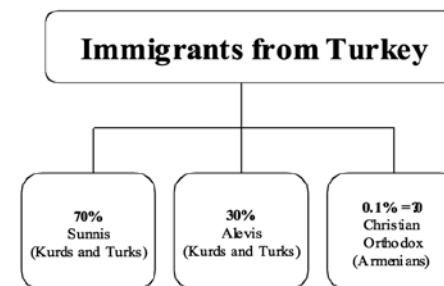 Immigrants from Turkey
70%
Sunnis
(Kurds and Turks)
30%
Alevis
(Kurds and Turks)
0.1%
Christian
Orthodox
(Armenians)